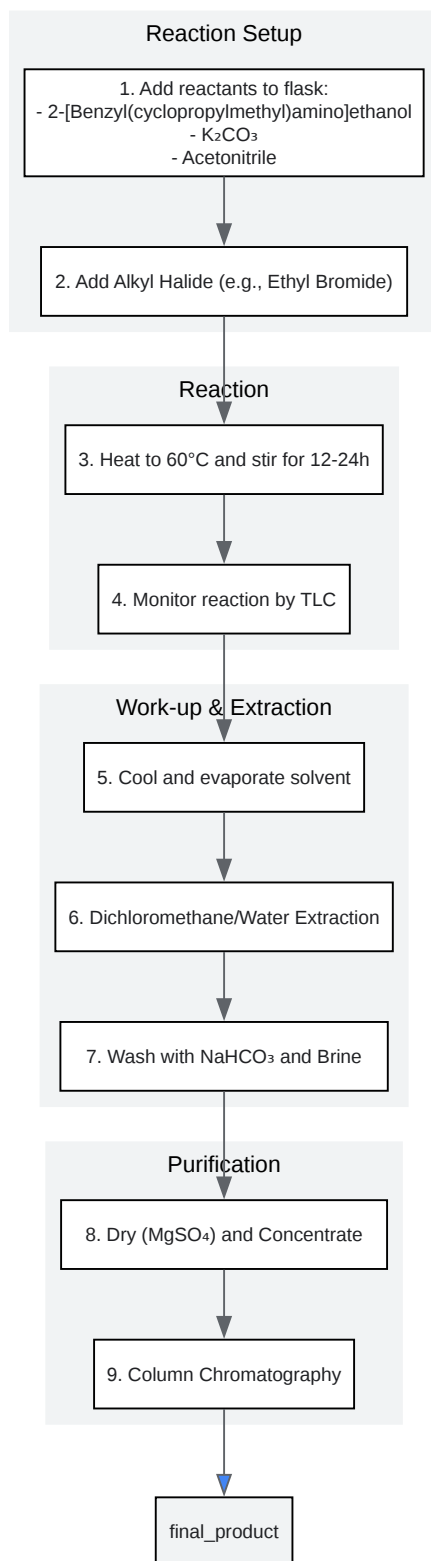 Reaction Setup
1. Add reactants to flask:
- 2-[Benzyl(cyclopropylmethyl)amino]ethanol
- K₂CO₃
- Acetonitrile
2. Add Alkyl Halide (e.g., Ethyl Bromide)
Reaction
3. Heat to 60°C and stir for 12-24h
4. Monitor reaction by TLC
Work-up & Extraction
5. Cool and evaporate solvent
6. Dichloromethane/Water Extraction
7. Wash with NaHCO₃ and Brine
Purification
8. Dry (MgSO₄) and Concentrate
9. Column Chromatography
final_product